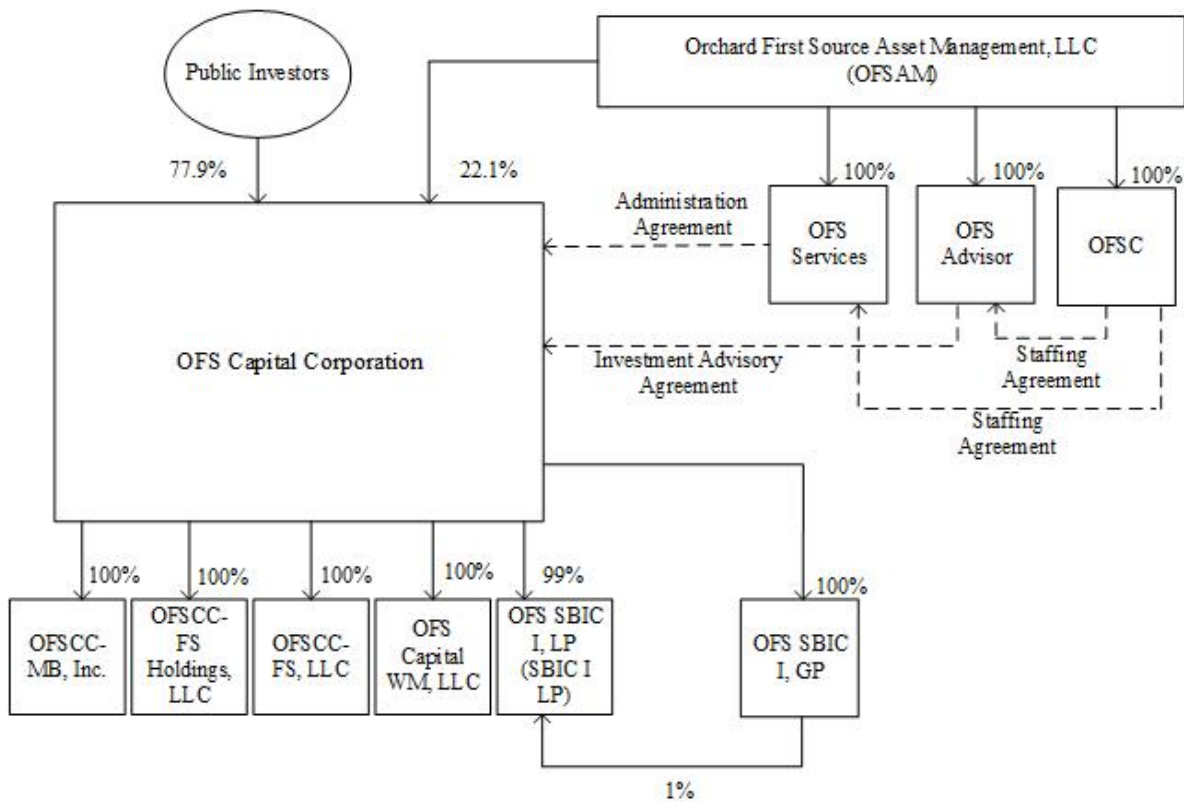 Public Investors
Orchard First Source Asset Management, LLC
(OFSAM)
77.9%
22.1%
100%
100%
100%
Administration
Agreement
OFS
Services
OFS
Advisor
OFSC
OFS Capital Corporation
Investment Advisory
Agreement
Staffing
Agreement
Staffing
Agreement
100%
100%
100%
100%
99%
100%
OFSCC-
MB, Inc.
OFSCC-
FS
Holdings,
LLC
OFSCC-
FS, LLC
OFS
Capital
WM, LLC
OFS SBIC
I, LP
(SBIC I
LP)
OFS SBIC
I, GP
1%